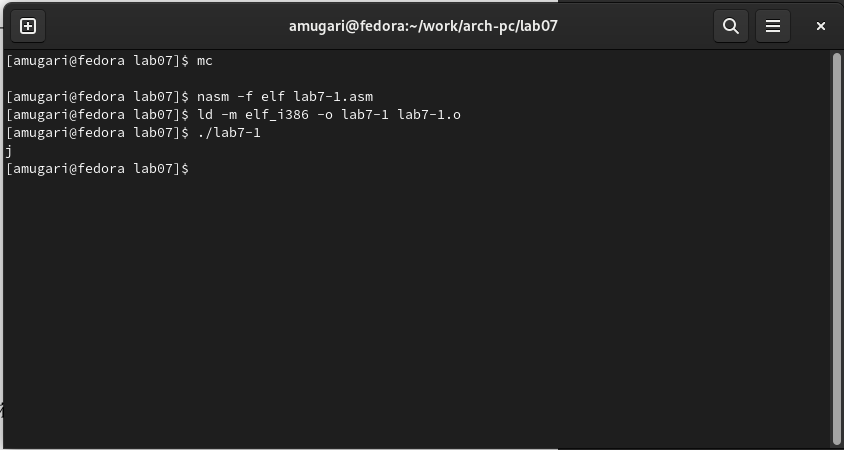 amugari@fedora:~/work/arch-pc/lab07
[amugari@fedora lab07]$ mc
[amugari@fedora lab07]$ nasm -f elf lab7-1.asm
[amugari@fedora lab07]$ ld -m elf_i386 -o lab7-1 lab7-1.o
[amugari@fedora lab07]$ ./lab7-1
j
[amugari@fedora lab07]$